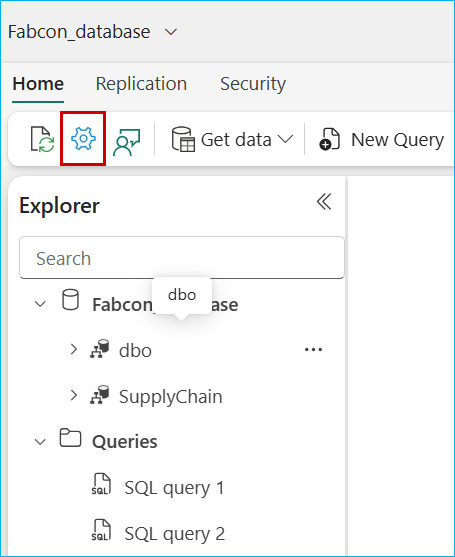 Fabcon_database
Home Replication Security
Get data New Query
Explorer
Search
dbo
Fabcon_ ase
dbo ...
SupplyChain
Queries
SQL SQL query 1
SQL SQL query 2